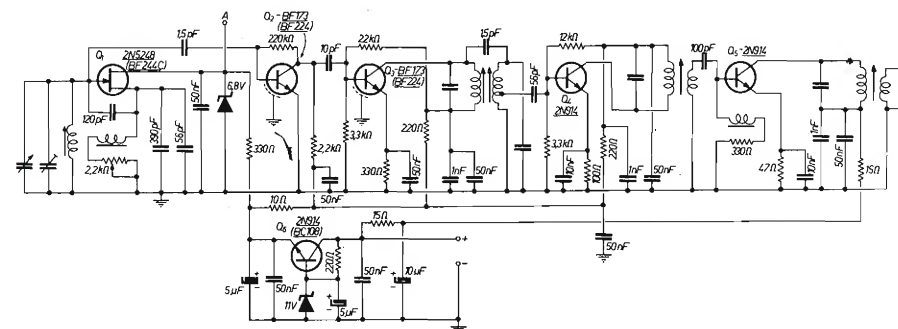 A
Q₁
2N5248
(BF244C)
1,5pF
120pF
2,2kΩ
390pF
56pF
50nF
6,8V
Q₂-BF173
(BF224)
220kΩ
330Ω
2,2kΩ
50nF
10pF
3,3kΩ
22kΩ
Q₃-BF173
(BF224)
330Ω
50nF
220Ω
1nF
50nF
1,5pF
56pF
12kΩ
Q₄
2N914
3,3kΩ
10nF
100Ω
220Ω
1nF
50nF
100pF
Q₅-2N914
330Ω
47Ω
10nF
1nF
50nF
15Ω
10Ω
15Ω
50nF
Q₆
2N914
(BC108)
220Ω
5µF
+
-
50nF
11V
+
-
5µF
50nF
+
-
10µF
+
-